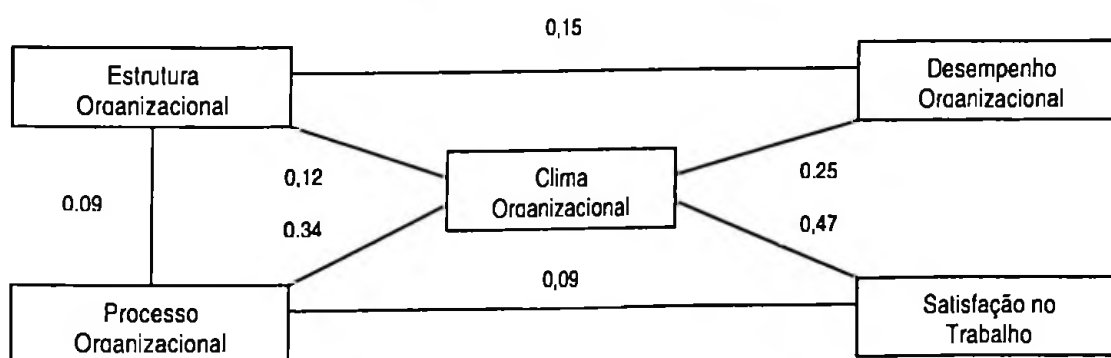 0,15
Estrutura
Organizacional
Desempenho
Organizacional
0,12
0.25
Clima
Organizacional
0.09
0.34
0,47
0,09
Processo
Organizacional
Satisfação no
Trabalho